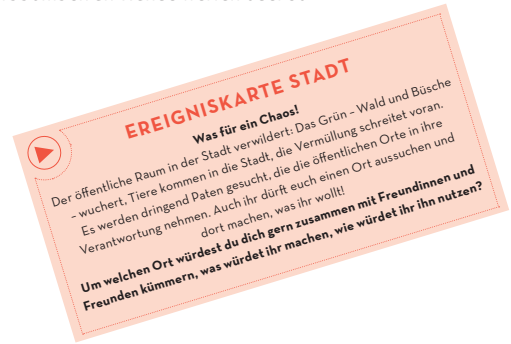 EREIGNISKARTE STADT
Was für ein Chaos!
Der öffentliche Raum in der Stadt verwildert: Das Grün – Wald und Büsche
– wuchert, Tiere kommen in die Stadt, die Vermüllung schreitet voran.
Es werden dringend Paten gesucht, die die öffentlichen Orte in ihre
Verantwortung nehmen. Auch ihr dürft euch einen Ort aussuchen und
dort machen, was ihr wollt!
Um welchen Ort würdest du dich gern zusammen mit Freundinnen und
Freunden kümmern, was würdet ihr machen, wie würdet ihr ihn nutzen?